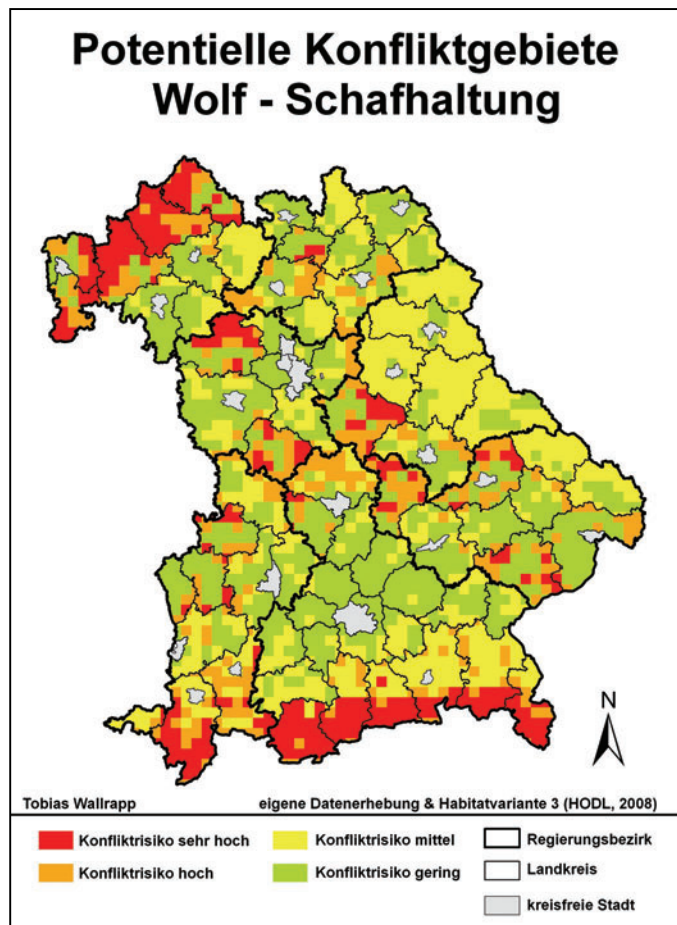 Potentielle Konfliktgebiete
Wolf - Schafhaltung
N
Tobias Wallrapp
eigene Datenerhebung & Habitatvariante 3 (HODL, 2008)
Konfliktrisiko sehr hoch
Konfliktrisiko mittel
Regierungsbezirk
Konfliktrisiko hoch
Konfliktrisiko gering
Landkreis
kreisfreie Stadt